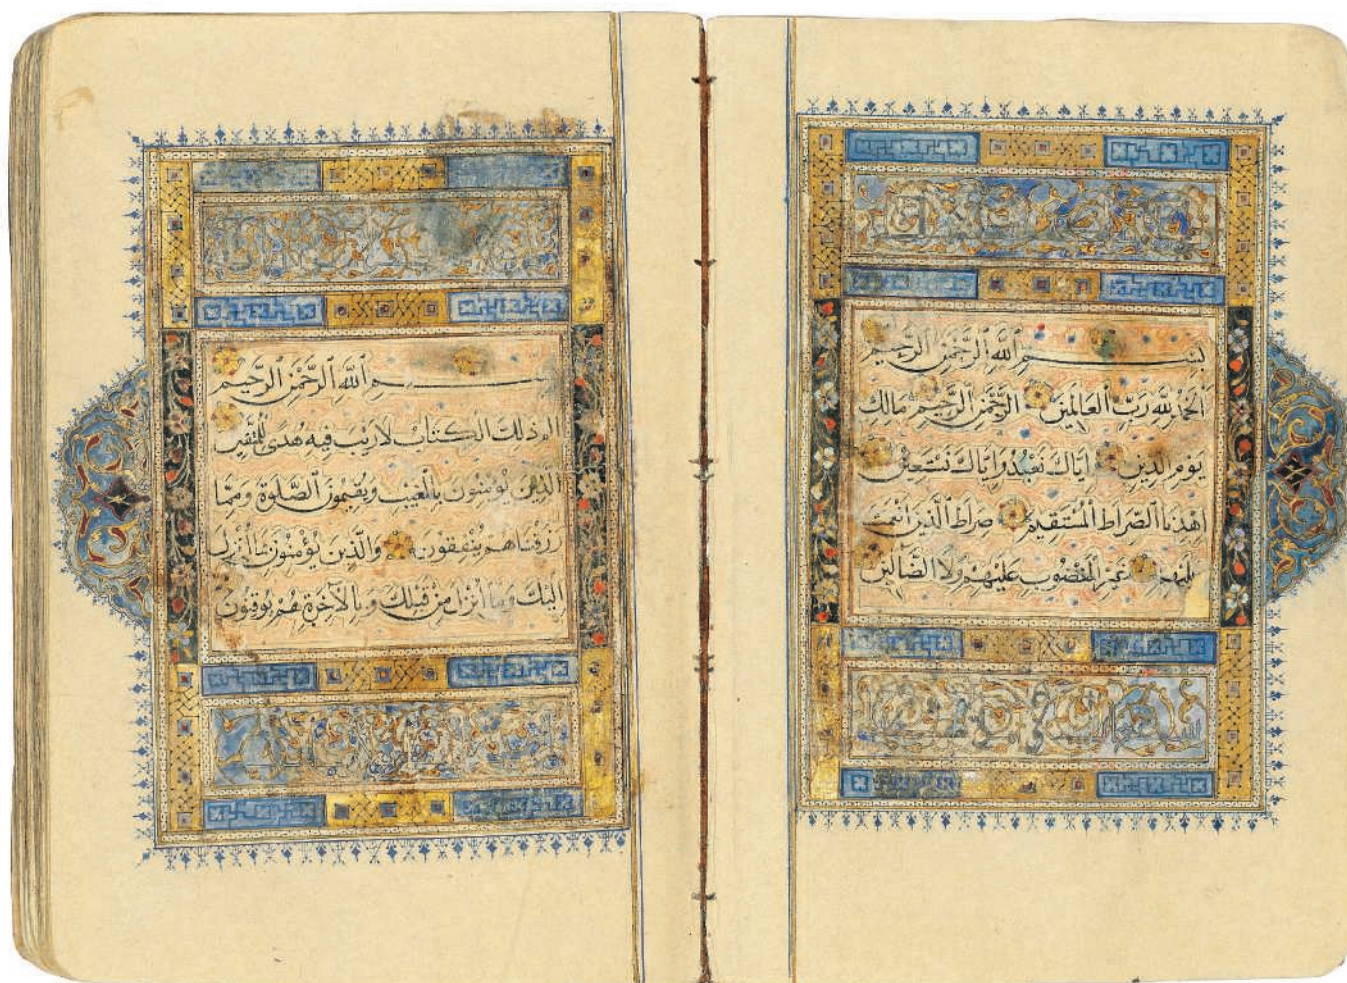 بسم الله الرحمن الرحيم
الحمد لله رب العالمين الرحمن الرحيم مالك
يوم الدين اياك نعبد واياك نستعين
اهدنا الصراط المستقيم صراط الذين انعمت
عليهم غير المغضوب عليهم ولا الضالين
بسم الله الرحمن الرحيم
الم ذلك الكتاب لا ريب فيه هدى للمتقين
الذين يؤمنون بالغيب ويقيمون الصلوة ومما
رزقناهم ينفقون والذين يؤمنون بما انزل
اليك وما انزل من قبلك وبالآخرة هم يوقنون